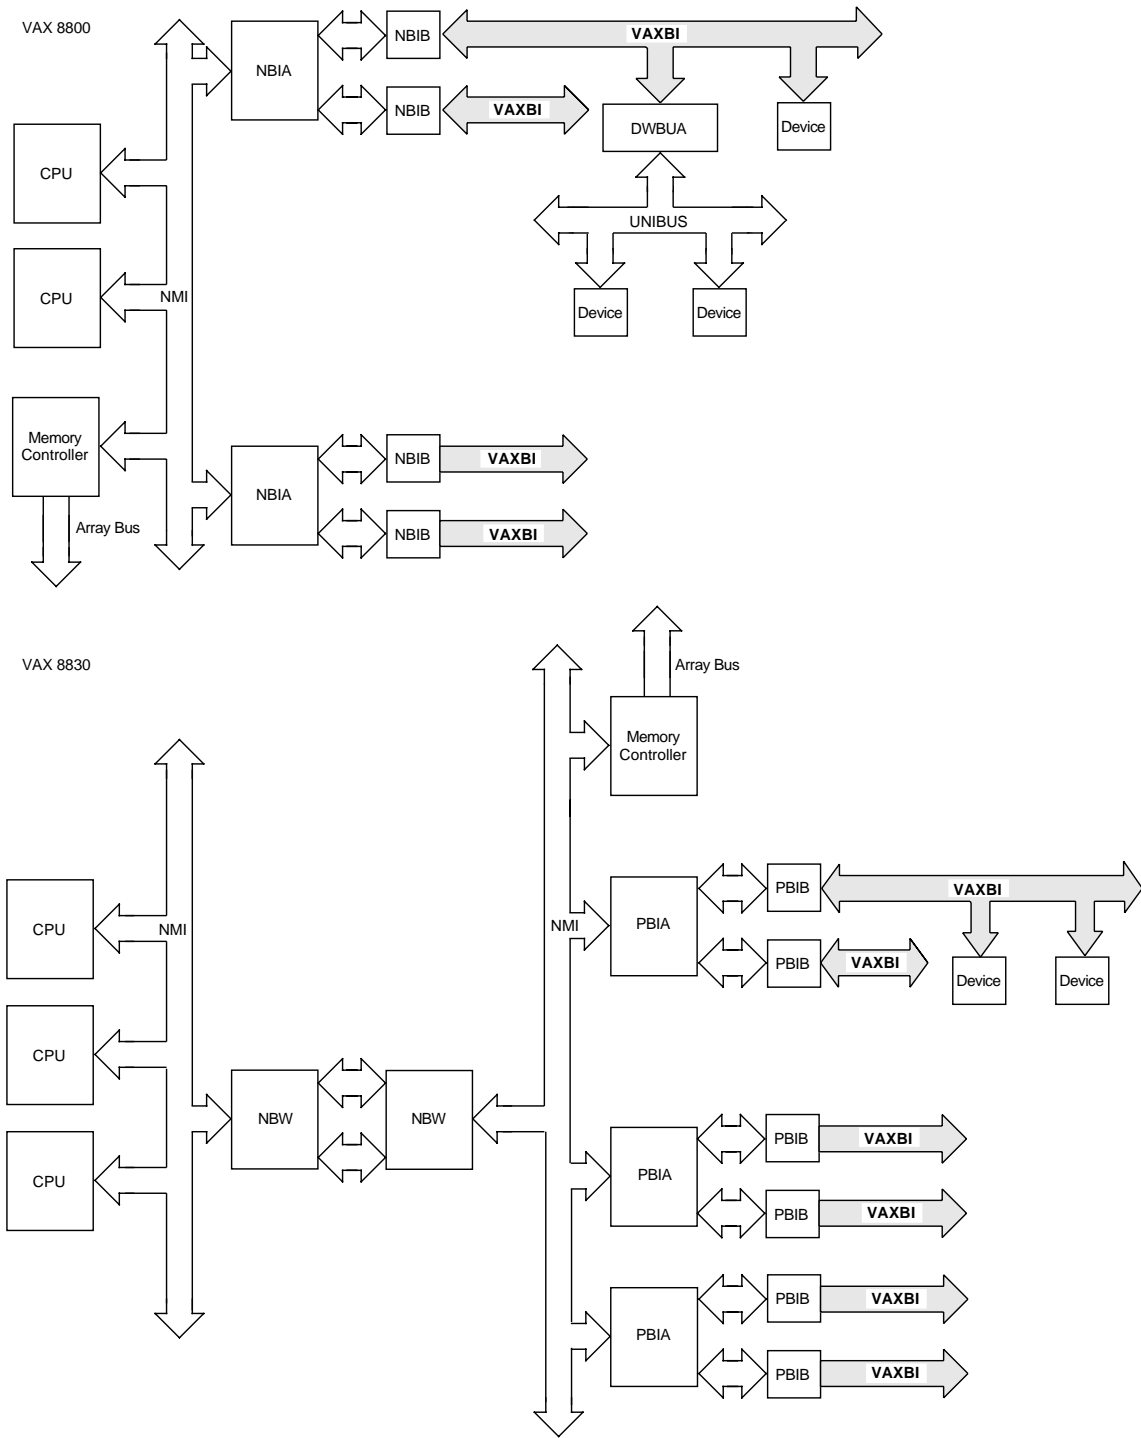 VAX 8800
NBIA
NBIB
VAXBI
NBIB
VAXBI
DWBUA
Device
UNIBUS
Device
Device
CPU
CPU
NMI
Memory
Controller
Array Bus
NBIA
NBIB
VAXBI
NBIB
VAXBI
VAX 8830
Array Bus
Memory
Controller
CPU
NMI
CPU
CPU
NBW
NBW
NMI
PBIA
PBIB
VAXBI
PBIB
VAXBI
Device
Device
PBIA
PBIB
VAXBI
PBIB
VAXBI
PBIA
PBIB
VAXBI
PBIB
VAXBI